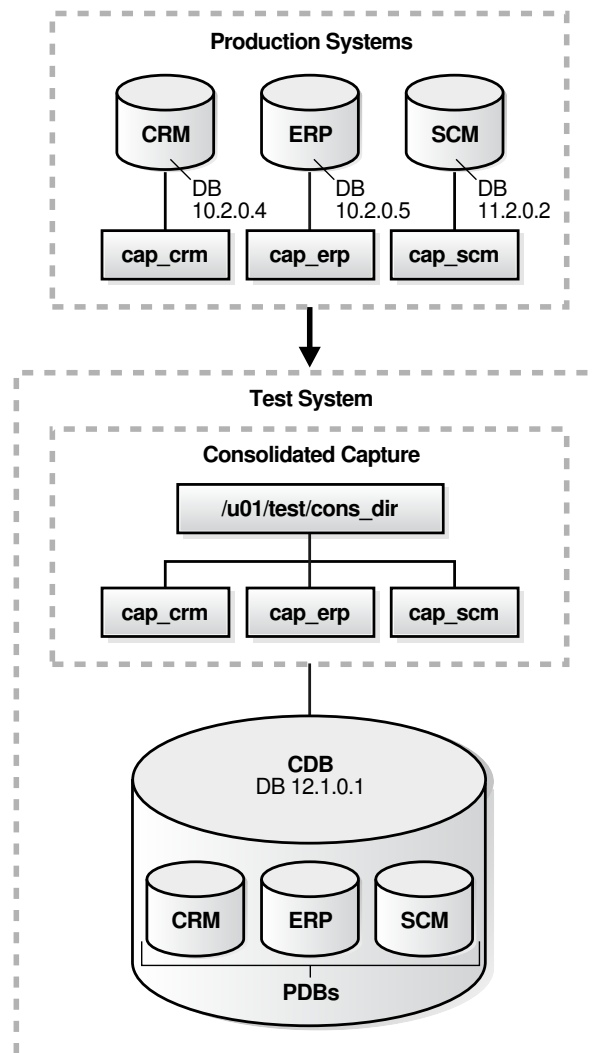 Production Systems
CRM
ERP
SCM
DB
10.2.0.4
DB
10.2.0.5
DB
11.2.0.2
cap_crm
cap_erp
cap_scm
Test System
Consolidated Capture
/u01/test/cons_dir
cap_crm
cap_erp
cap_scm
CDB
DB 12.1.0.1
CRM
ERP
SCM
PDBs